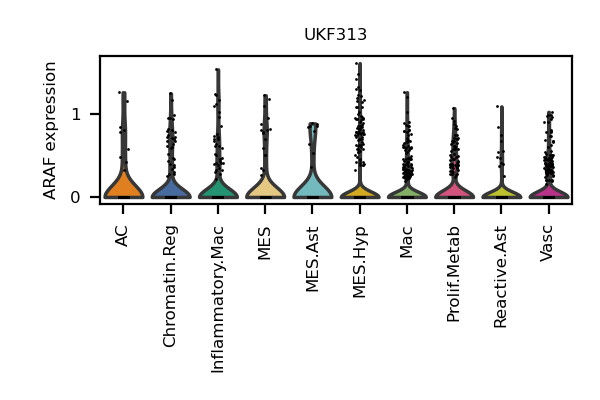 UKF313
ARAF expression
1
0
AC
Chromatin.Reg
Inflammatory.Mac
MES
MES.Ast
MES.Hyp
Mac
Prolif.Metab
Reactive.Ast
Vasc